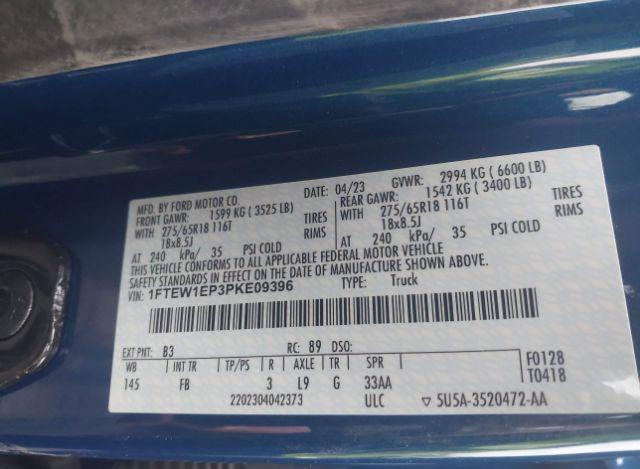 MFD. BY FORD MOTOR CO.
DATE: 04/23 GVWR: 2994 KG ( 6600 LB)
FRONT GAWR: 1599 KG ( 3525 LB) REAR GAWR: 1542 KG ( 3400 LB)
WITH 275/65R18 116T TIRES WITH 275/65R18 116T TIRES
18x8.5J RIMS 18x8.5J RIMS
AT 240 kPa/ 35 PSI COLD AT 240 kPa/ 35 PSI COLD
THIS VEHICLE CONFORMS TO ALL APPLICABLE FEDERAL MOTOR VEHICLE
SAFETY STANDARDS IN EFFECT ON THE DATE OF MANUFACTURE SHOWN ABOVE.
VIN: 1FTEW1EP3PKE09396 TYPE: Truck
EXT PNT: B3 RC: 89 DSO: F0128
WB BRK INT TR TP/PS R AXLE TR SPR T0418
145 FB 3 L9 G 33AA
2202304042373 ULC ▽ 5U5A-3520472-AA